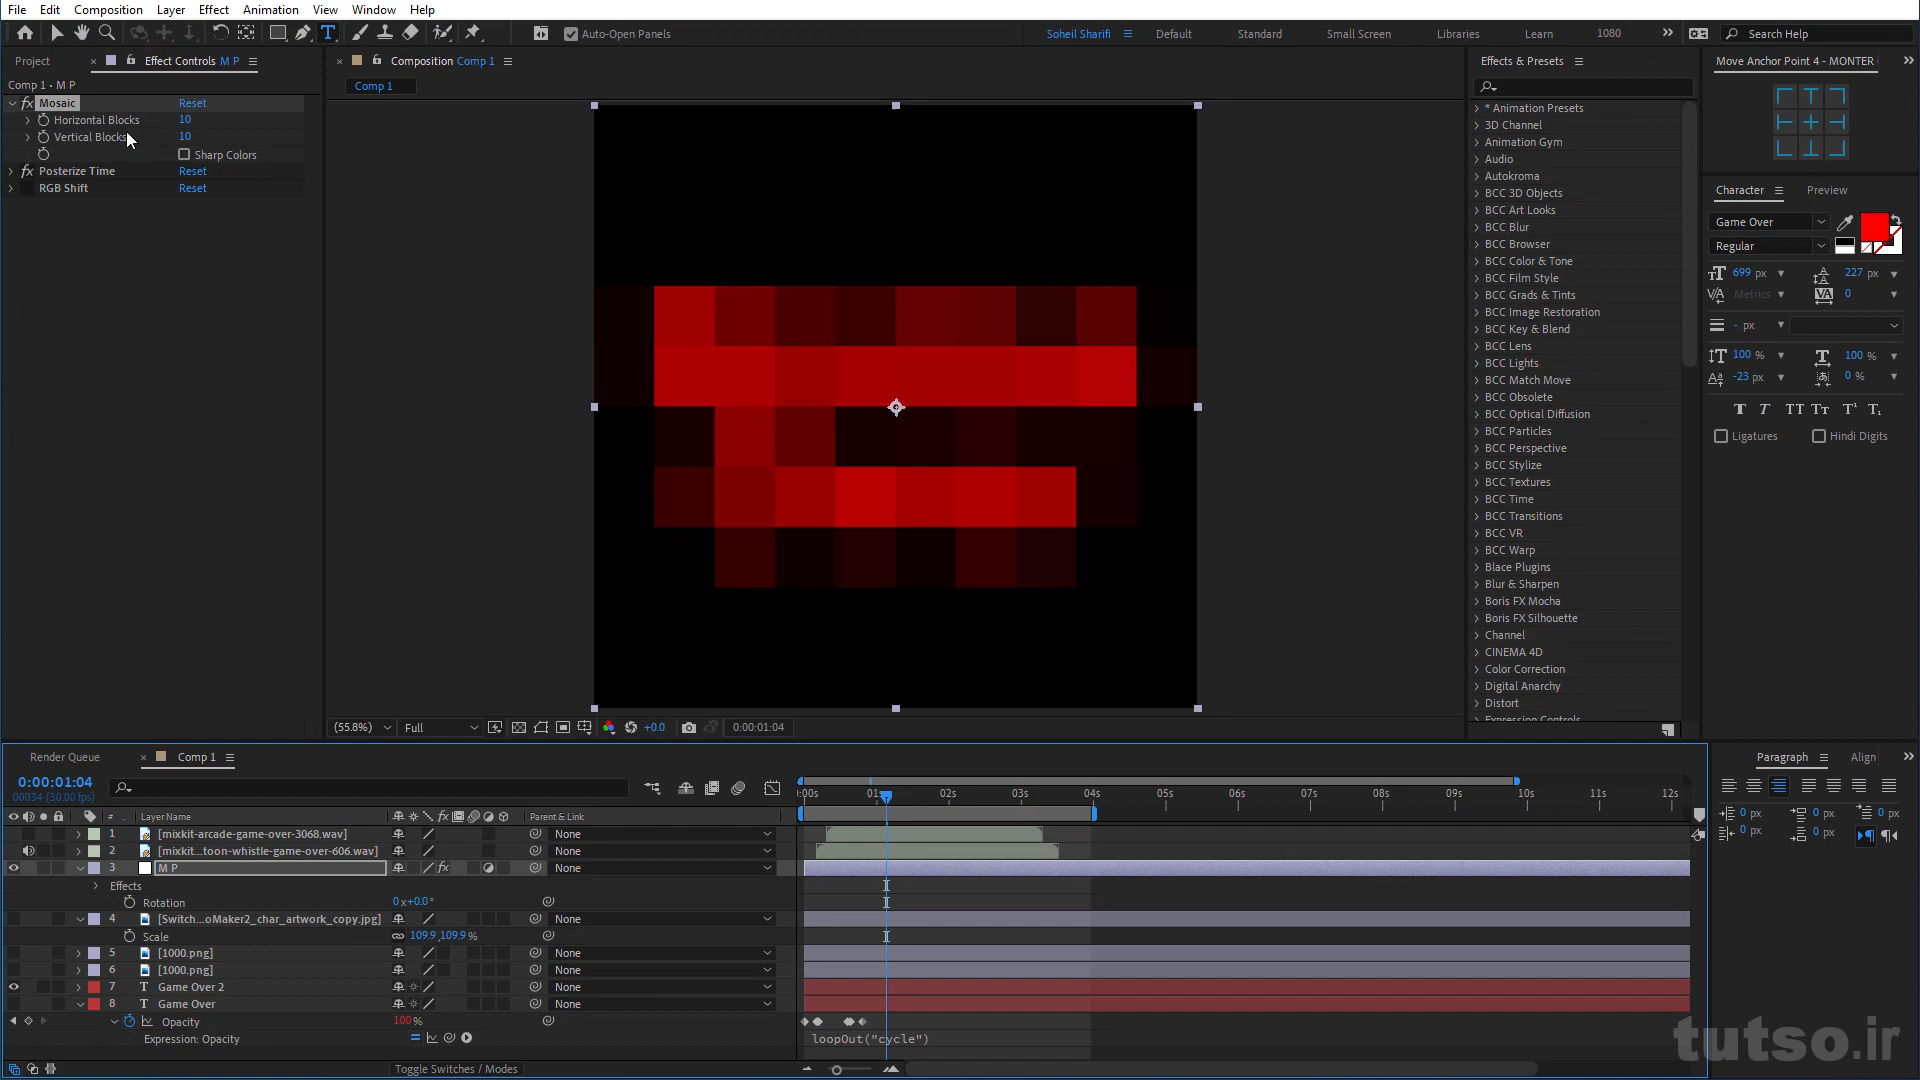 File Edit Composition Layer Effect Animation View Window Help
Auto-Open Panels Soheil Sharifi Default Standard Small Screen Libraries Learn 1080 Search Help
Project Effect Controls M P
Comp 1 • M P
Mosaic Reset
Horizontal Blocks 10
Vertical Blocks 10
Sharp Colors
Posterize Time Reset
RGB Shift Reset
Composition Comp 1
Comp 1
(55.8%) Full +0.0 0:00:01:04
Effects & Presets
* Animation Presets
3D Channel
Animation Gym
Audio
Autokroma
BCC 3D Objects
BCC Art Looks
BCC Blur
BCC Browser
BCC Color & Tone
BCC Film Style
BCC Grads & Tints
BCC Image Restoration
BCC Key & Blend
BCC Lens
BCC Lights
BCC Match Move
BCC Obsolete
BCC Optical Diffusion
BCC Particles
BCC Perspective
BCC Stylize
BCC Textures
BCC Time
BCC Transitions
BCC VR
BCC Warp
Blace Plugins
Blur & Sharpen
Boris FX Mocha
Boris FX Silhouette
Channel
CINEMA 4D
Color Correction
Digital Anarchy
Distort
Expression Controls
Move Anchor Point 4 - MONTER
Character Preview
Game Over
Regular
699 px 227 px
Metrics 0
- px
100 % 100 %
-23 px 0 %
Ligatures Hindi Digits
Render Queue Comp 1
0:00:01:04
00034 (30.00 fps)
# Layer Name Parent & Link
:00s 01s 02s 03s 04s 05s 06s 07s 08s 09s 10s 11s 12s
1 [mixkit-arcade-game-over-3068.wav] None
2 [mixkit...toon-whistle-game-over-606.wav] None
3 M P None
Effects
Rotation 0x+0.0°
4 [Switch...oMaker2_char_artwork_copy.jpg] None
Scale 109.9,109.9%
5 [1000.png] None
6 [1000.png] None
7 T Game Over 2 None
8 T Game Over None
Opacity 100%
Expression: Opacity loopOut("cycle")
Toggle Switches / Modes
Paragraph Align
0 px 0 px 0 px
0 px 0 px
tutso.ir